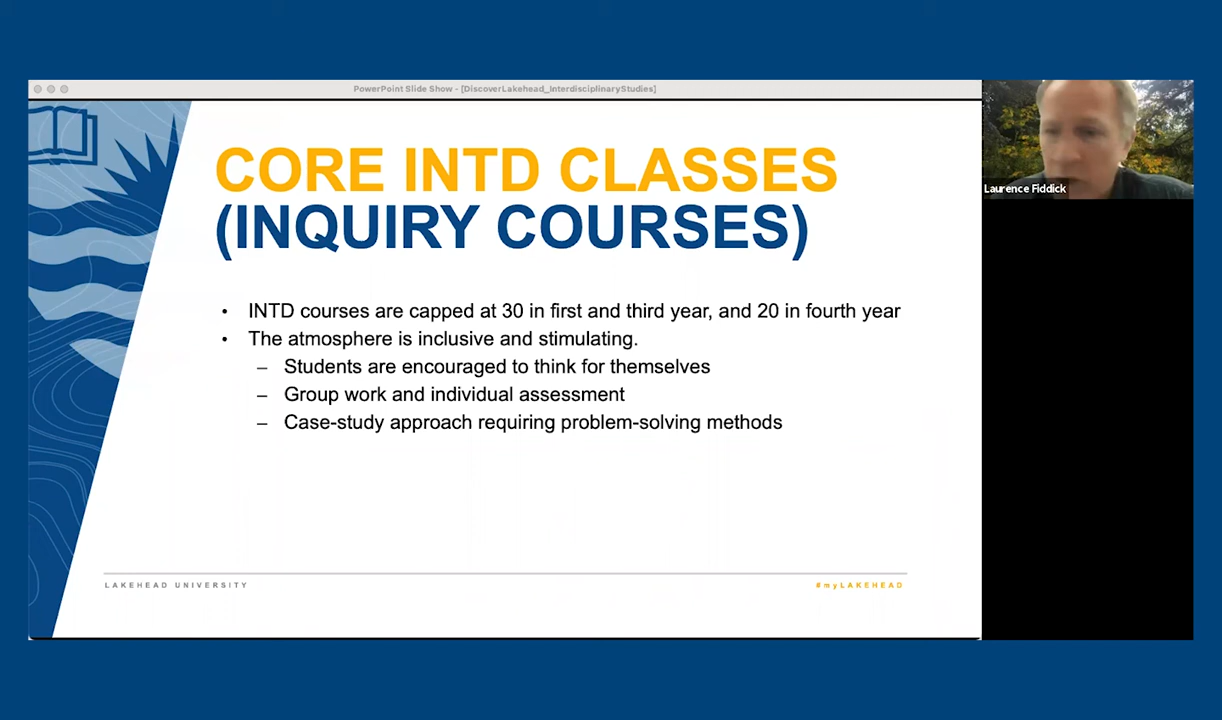 PowerPoint Slide Show - [DiscoverLakehead_InterdisciplinaryStudies]
CORE INTD CLASSES
(INQUIRY COURSES)
• INTD courses are capped at 30 in first and third year, and 20 in fourth year
• The atmosphere is inclusive and stimulating.
– Students are encouraged to think for themselves
– Group work and individual assessment
– Case-study approach requiring problem-solving methods
LAKEHEAD UNIVERSITY
#myLAKEHEAD
Laurence Fiddick